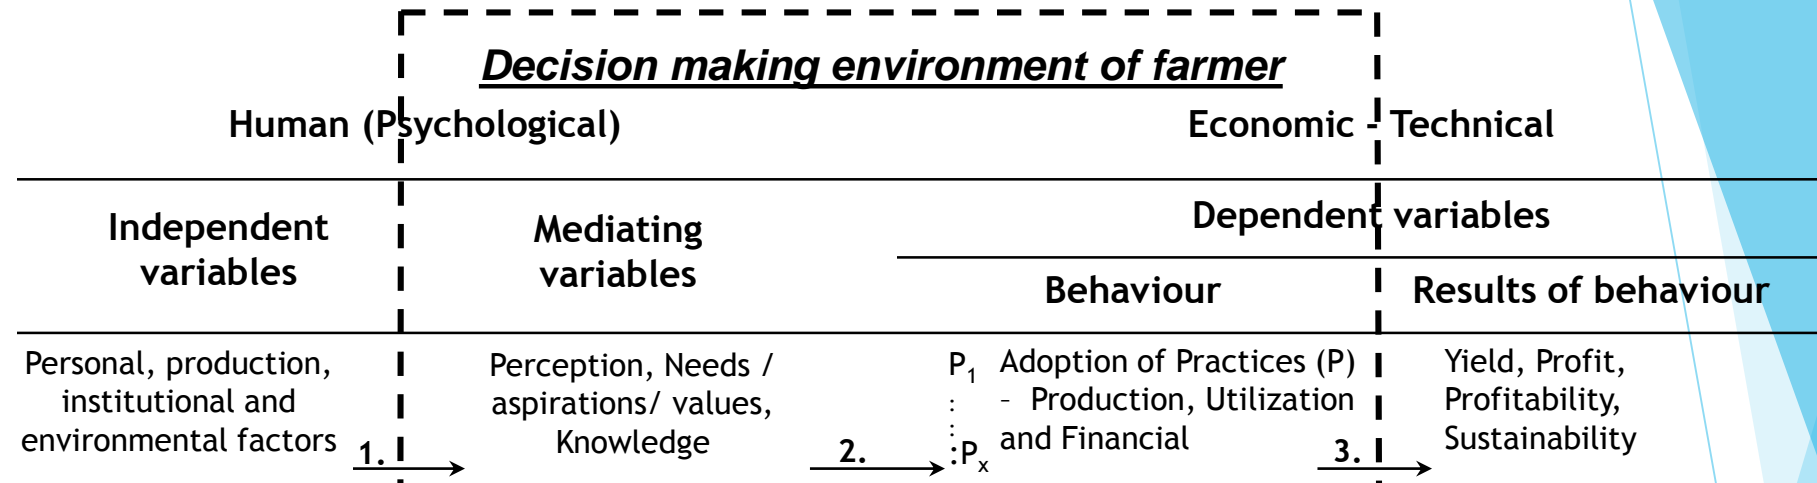 Decision making environment of farmer
Human (Psychological)
Economic - Technical
Independent
variables
Mediating
variables
Dependent variables
Behaviour
Results of behaviour
Personal, production,
institutional and
environmental factors
1.
Perception, Needs /
aspirations/ values,
Knowledge
2.
P1
:
:
:Px
Adoption of Practices (P)
– Production, Utilization
and Financial
3.
Yield, Profit,
Profitability,
Sustainability